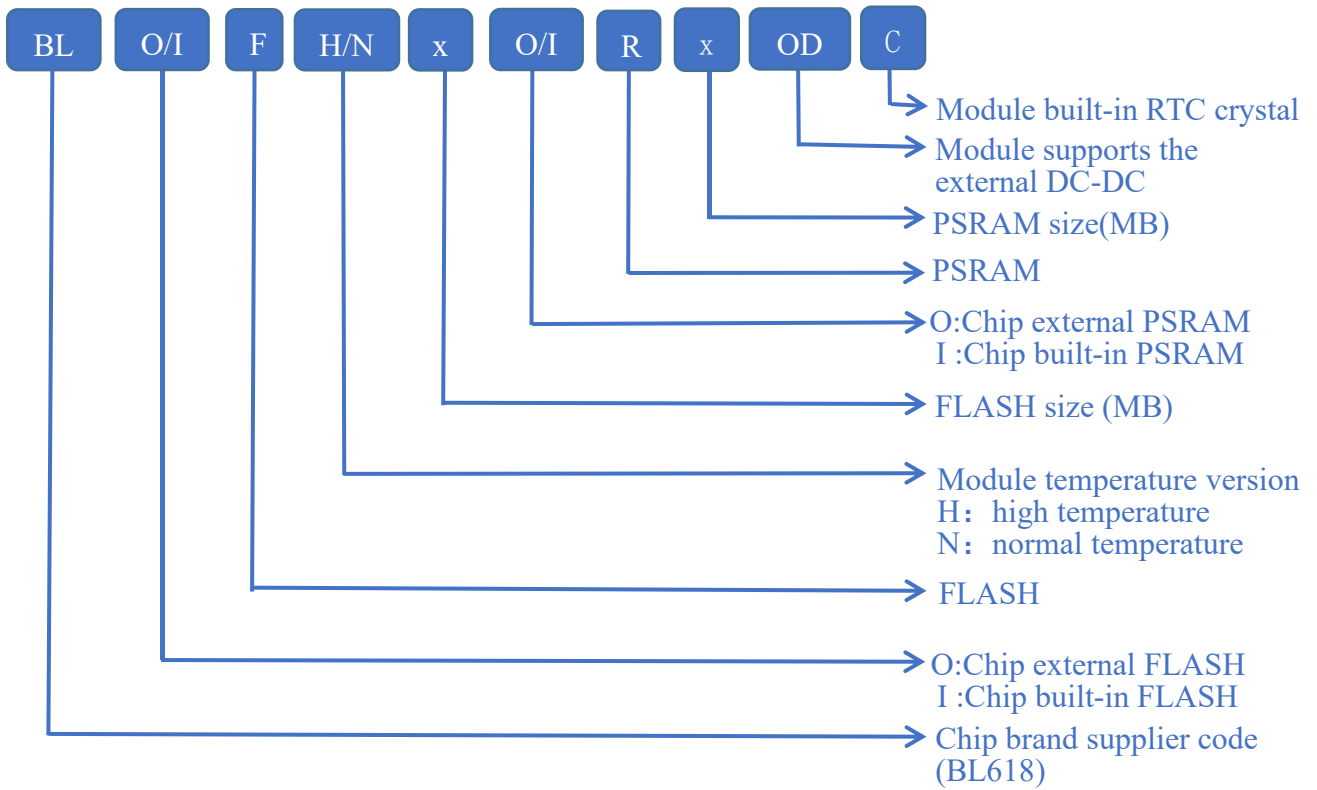 BL O/I F H/N x O/I R x OD C
Module built-in RTC crystal
Module supports the
external DC-DC
PSRAM size(MB)
PSRAM
O:Chip external PSRAM
I :Chip built-in PSRAM
FLASH size (MB)
Module temperature version
H：high temperature
N：normal temperature
FLASH
O:Chip external FLASH
I :Chip built-in FLASH
Chip brand supplier code
(BL618)